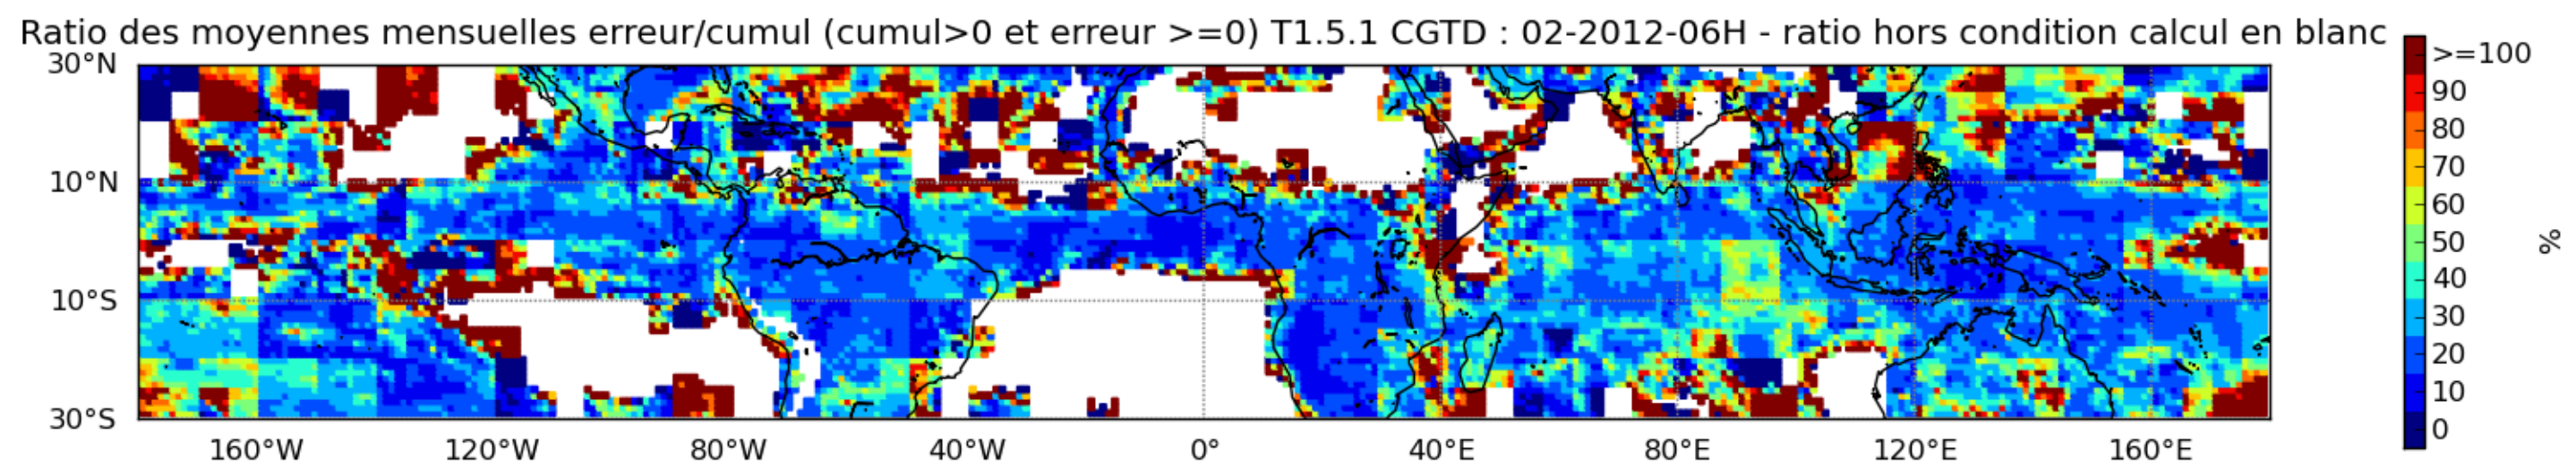 Ratio des moyennes mensuelles erreur/cumul (cumul>0 et erreur >=0) T1.5.1 CGTD : 02-2012-06H - ratio hors condition calcul en blanc
30°N
10°N
10°S
30°S
160°W 120°W 80°W 40°W 0° 40°E 80°E 120°E 160°E
>=100
90
80
70
60
50
40
30
20
10
0
%